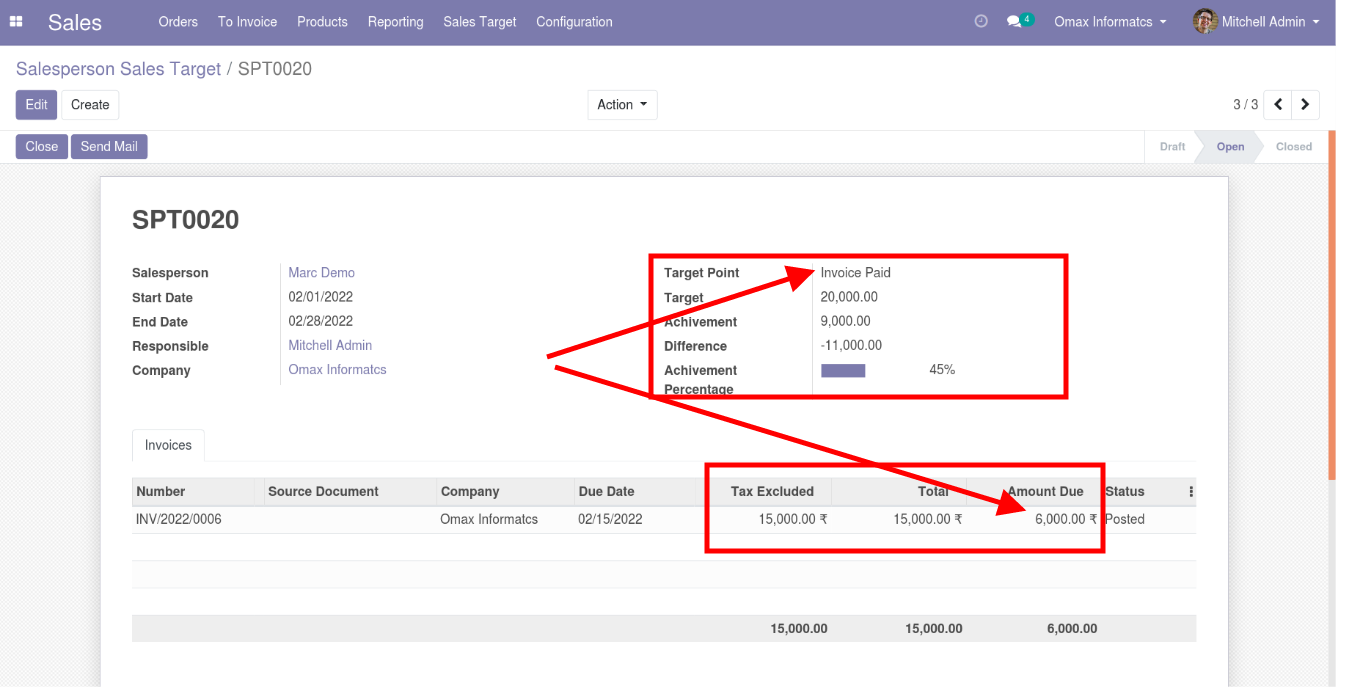 Sales Orders To Invoice Products Reporting Sales Target Configuration 4 Omax Informatcs Mitchell Admin
Salesperson Sales Target / SPT0020
Edit Create Action 3 / 3
Close Send Mail Draft Open Closed
SPT0020
Salesperson Marc Demo
Start Date 02/01/2022
End Date 02/28/2022
Responsible Mitchell Admin
Company Omax Informatcs
Target Point Invoice Paid
Target 20,000.00
Achivement 9,000.00
Difference -11,000.00
Achivement 45%
Percentage
Invoices
Number Source Document Company Due Date Tax Excluded Total Amount Due Status
INV/2022/0006 Omax Informatcs 02/15/2022 15,000.00 ₹ 15,000.00 ₹ 6,000.00 ₹ Posted
15,000.00 15,000.00 6,000.00